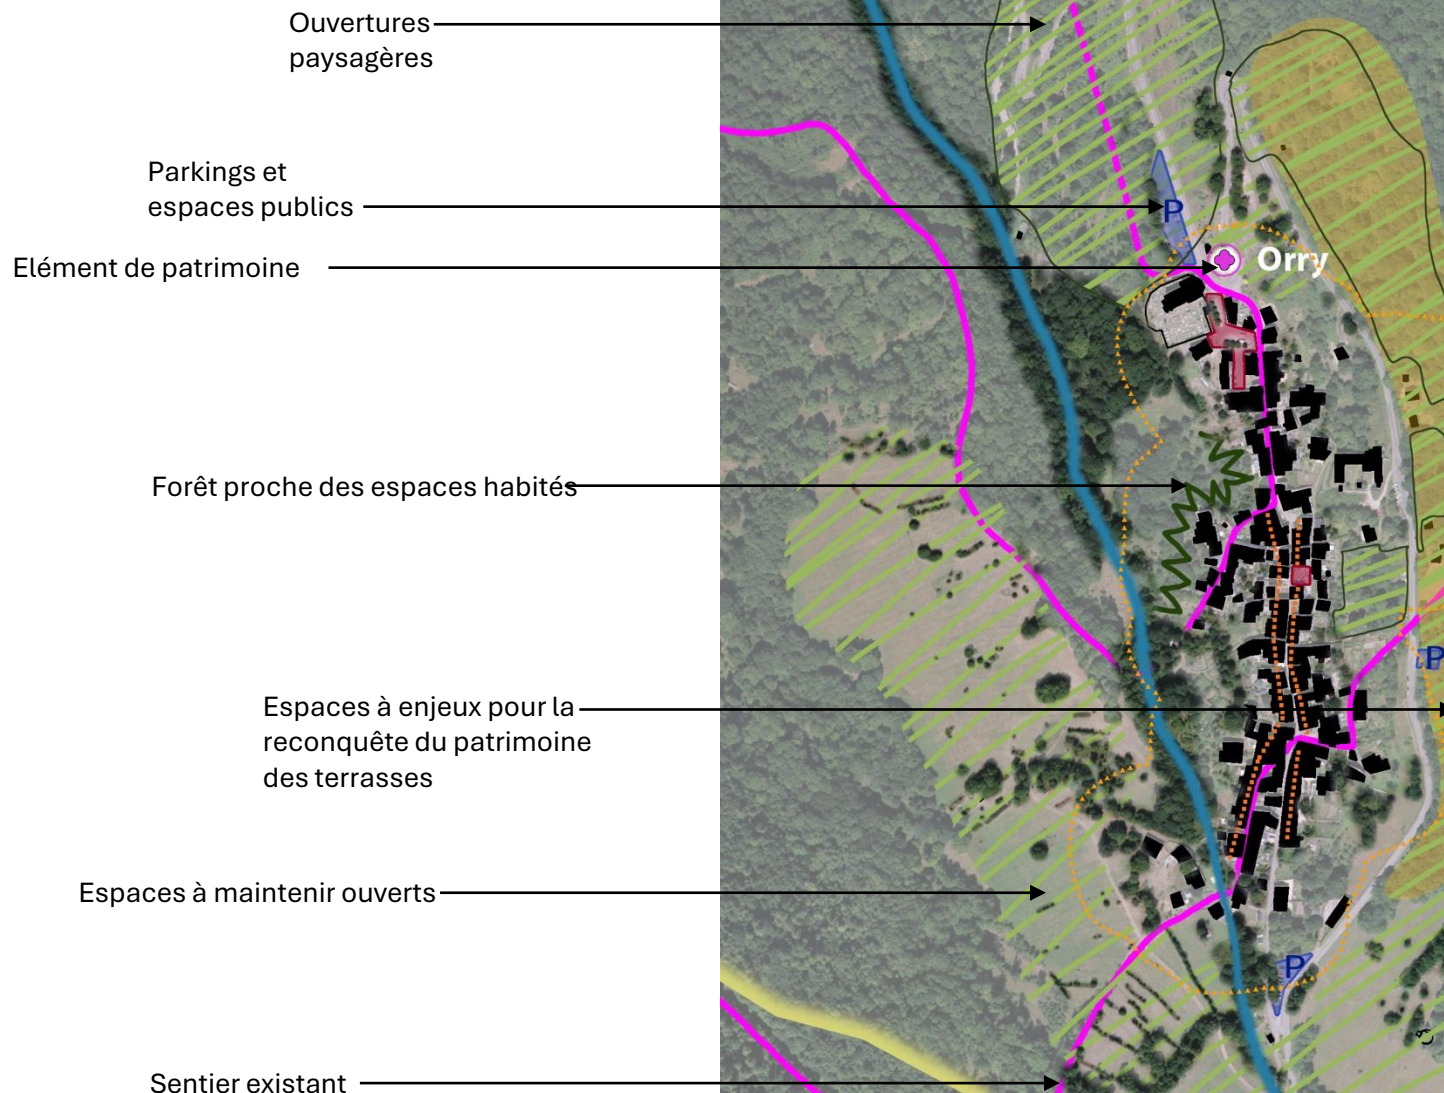 Ouvertures
paysagères
Parkings et
espaces publics
P
Elément de patrimoine
Orry
Forêt proche des espaces habités
P
Espaces à enjeux pour la
reconquête du patrimoine
des terrasses
Espaces à maintenir ouverts
P
Sentier existant